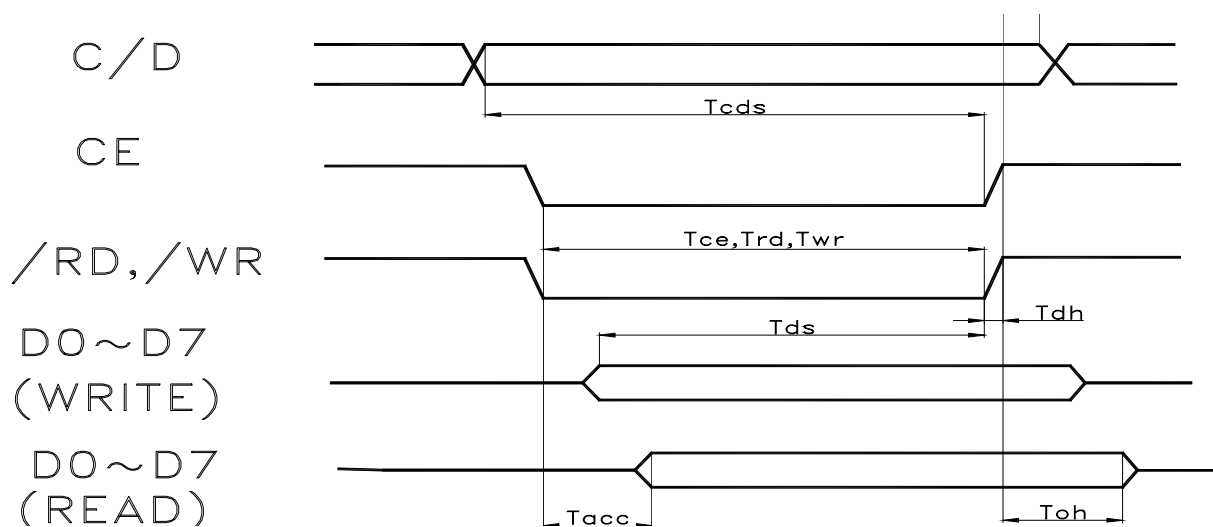 C/D
Tcds
CE
Tce,Trd,Twr
/RD,/WR
Tdh
Tds
D0~D7
(WRITE)
D0~D7
(READ)
Tacc
Toh